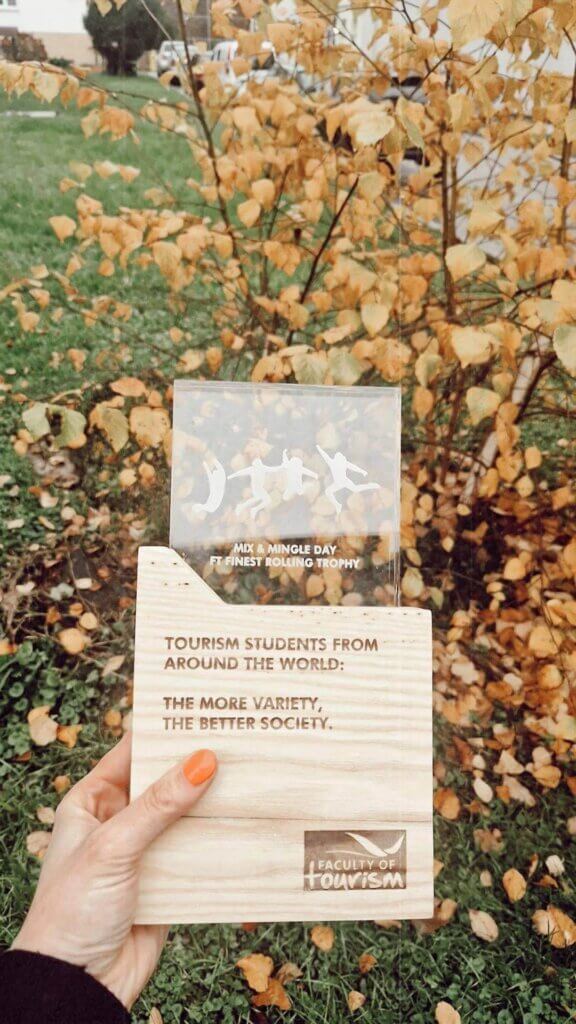 MIX & MINGLE DAY
FT FINEST ROLLING TROPHY
TOURISM STUDENTS FROM
AROUND THE WORLD:
THE MORE VARIETY,
THE BETTER SOCIETY.
FACULTY OF
tourism